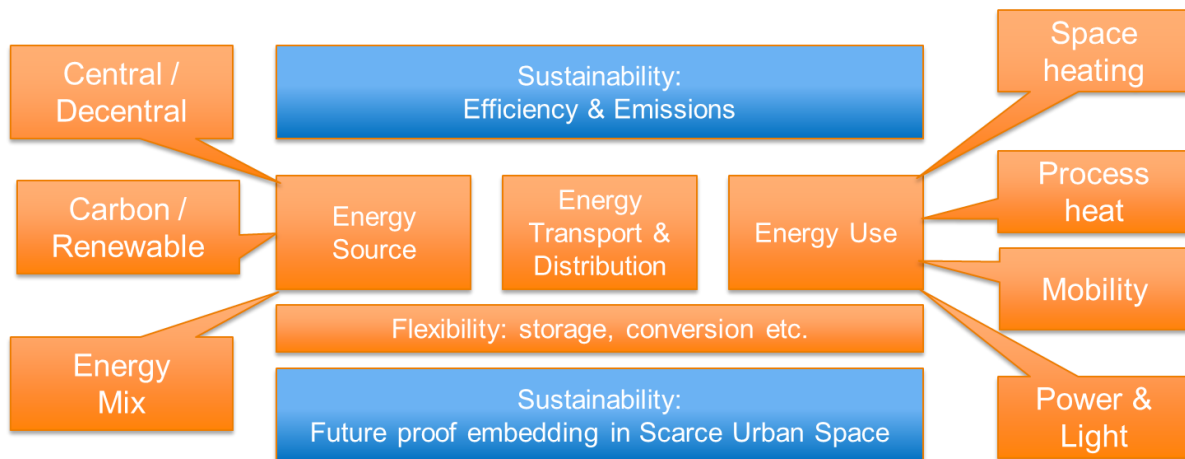 Central /
Decentral
Sustainability:
Efficiency & Emissions
Space
heating
Carbon /
Renewable
Energy
Source
Energy
Transport &
Distribution
Energy Use
Process
heat
Mobility
Flexibility: storage, conversion etc.
Energy
Mix
Sustainability:
Future proof embedding in Scarce Urban Space
Power &
Light